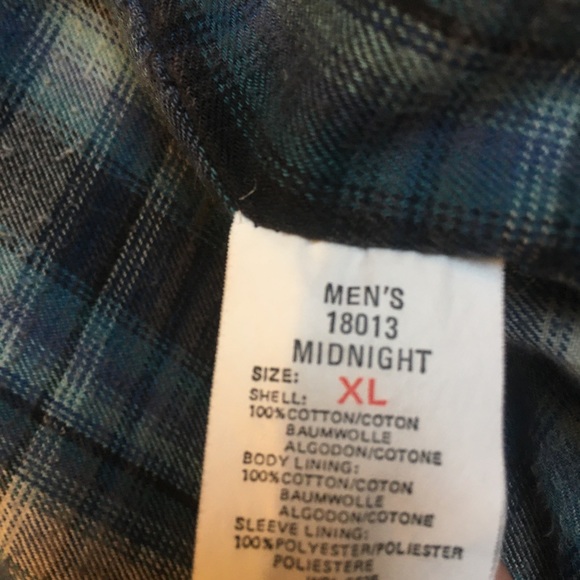 MEN'S
18013
MIDNIGHT
SIZE: XL
SHELL:
100%COTTON/COTON
BAUMWOLLE
ALGODON/COTONE
BODY LINING:
100%COTTON/COTON
BAUMWOLLE
ALGODON/COTONE
SLEEVE LINING:
100%POLYESTER/POLIESTER
POLIESTERE